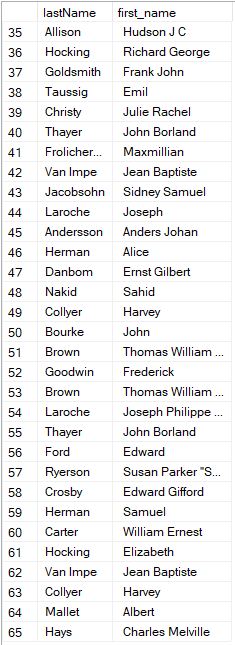 lastName first_name
35 Allison Hudson J C
36 Hocking Richard George
37 Goldsmith Frank John
38 Taussig Emil
39 Christy Julie Rachel
40 Thayer John Borland
41 Frolicher... Maxmillian
42 Van Impe Jean Baptiste
43 Jacobsohn Sidney Samuel
44 Laroche Joseph
45 Andersson Anders Johan
46 Herman Alice
47 Danbom Ernst Gilbert
48 Nakid Sahid
49 Collyer Harvey
50 Bourke John
51 Brown Thomas William ...
52 Goodwin Frederick
53 Brown Thomas William ...
54 Laroche Joseph Philippe ...
55 Thayer John Borland
56 Ford Edward
57 Ryerson Susan Parker "S...
58 Crosby Edward Gifford
59 Herman Samuel
60 Carter William Ernest
61 Hocking Elizabeth
62 Van Impe Jean Baptiste
63 Collyer Harvey
64 Mallet Albert
65 Hays Charles Melville